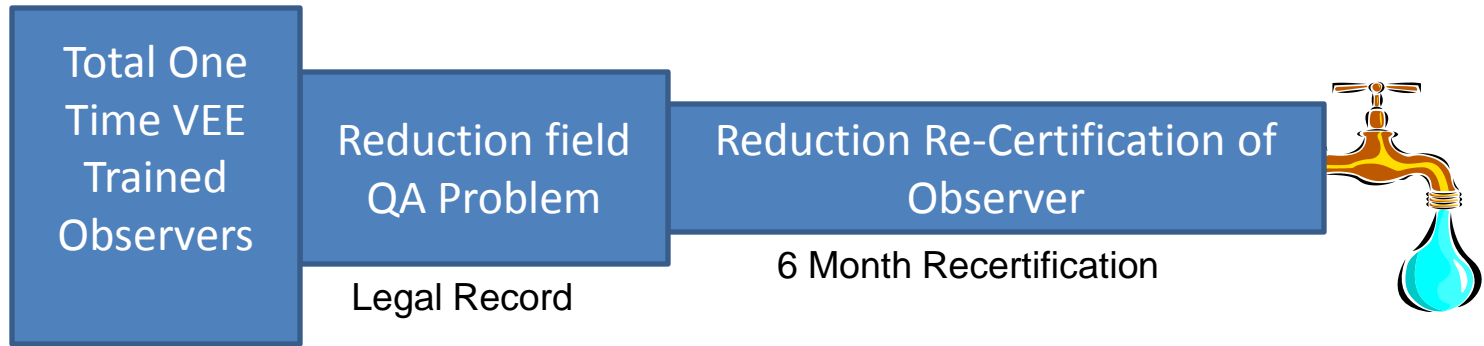 Total One
Time VEE
Trained
Observers
Reduction field
QA Problem
Reduction Re-Certification of
Observer
Legal Record
6 Month Recertification